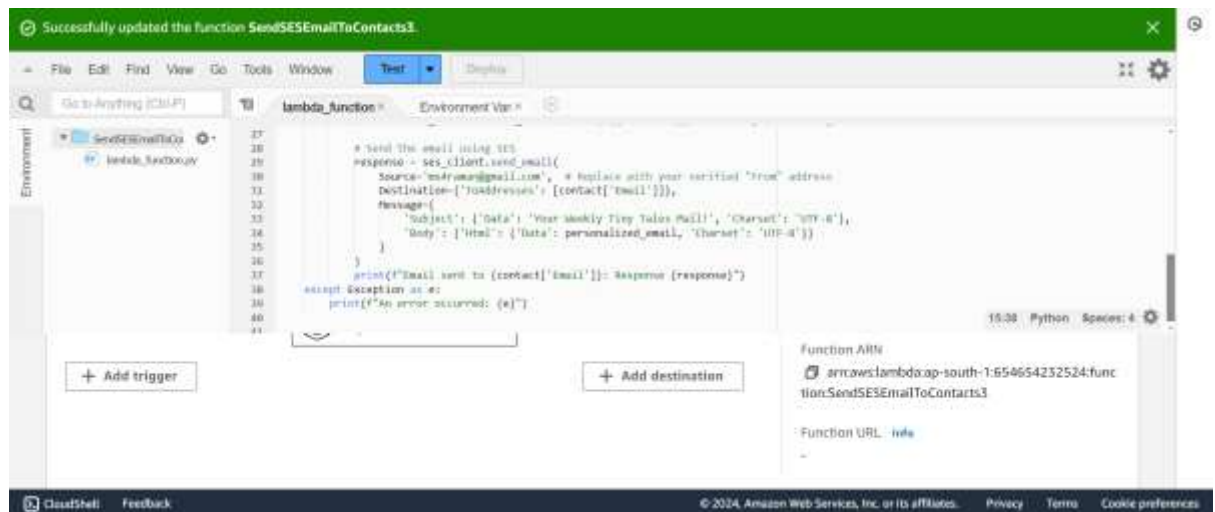 Successfully updated the function SendSESEmailToContacts3.
File Edit Find View Go Tools Window Test Deploy
Go to Anything (Ctrl-P) lambda_function Environment Var
Environment
SendSESEmailToCo
lambda_function.py
27
28 # Send the email using SES
29 response = ses_client.send_email(
30 Source='@gmail.com', # Replace with your verified "From" address
31 Destination={'ToAddresses': [contact['Email']]},
32 Message={
33 'Subject': {'Data': 'Your Weekly Tiny Tales Mail!', 'Charset': 'UTF-8'},
34 'Body': {'Html': {'Data': personalized_email, 'Charset': 'UTF-8'}}
35 }
36 )
37 print(f"Email sent to {contact['Email']}: Response {response}")
38 except Exception as e:
39 print(f"An error occurred: {e}")
40
41
15:38 Python Spaces: 4
+ Add trigger
+ Add destination
Function ARN
arn:aws:lambda:ap-south-1:654654232524:func
tion:SendSESEmailToContacts3
Function URL Info
-
CloudShell Feedback © 2024, Amazon Web Services, Inc. or its affiliates. Privacy Terms Cookie preferences